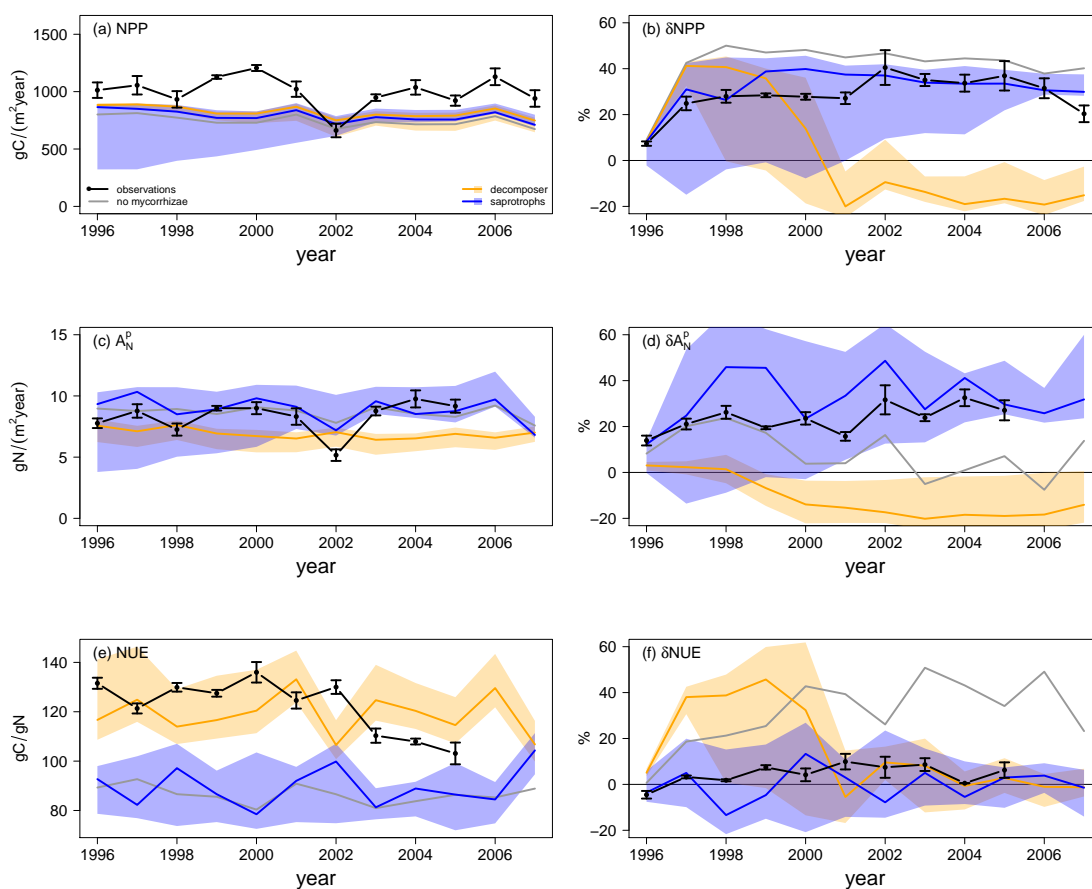 (a) NPP
gC/(m²year)
1500
1000
500
0
observations
no mycorrhizae
decomposer
saprotrophs
1996 1998 2000 2002 2004 2006
year
(b) δNPP
%
60
40
20
0
−20
1996 1998 2000 2002 2004 2006
year
(c) A_N^p
gN/(m²year)
15
10
5
0
1996 1998 2000 2002 2004 2006
year
(d) δA_N^p
%
60
40
20
0
−20
1996 1998 2000 2002 2004 2006
year
(e) NUE
gC/gN
140
120
100
80
1996 1998 2000 2002 2004 2006
year
(f) δNUE
%
60
40
20
0
−20
1996 1998 2000 2002 2004 2006
year